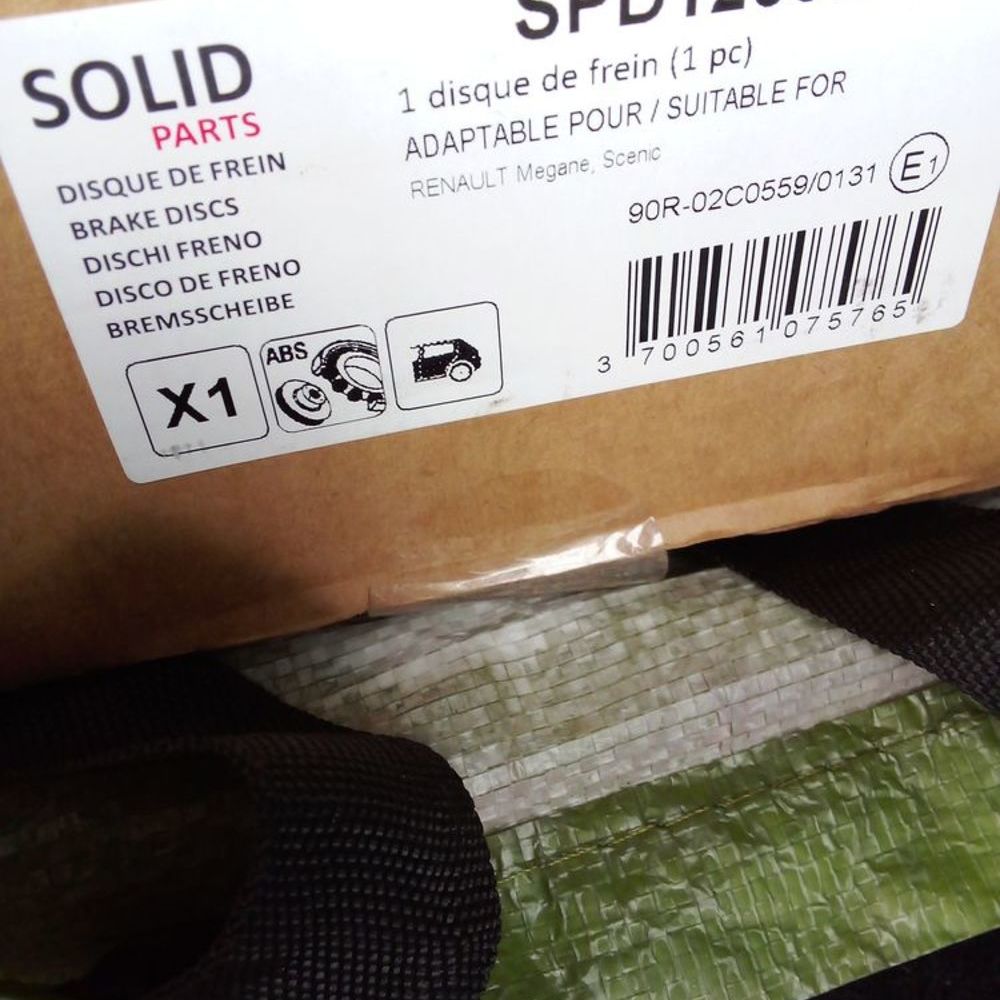 SOLID
PARTS
DISQUE DE FREIN
BRAKE DISCS
DISCHI FRENO
DISCO DE FRENO
BREMSSCHEIBE
X1
ABS
1 disque de frein (1 pc)
ADAPTABLE POUR / SUITABLE FOR
RENAULT Megane, Scenic
90R-02C0559/0131 E1
3 700561 075765